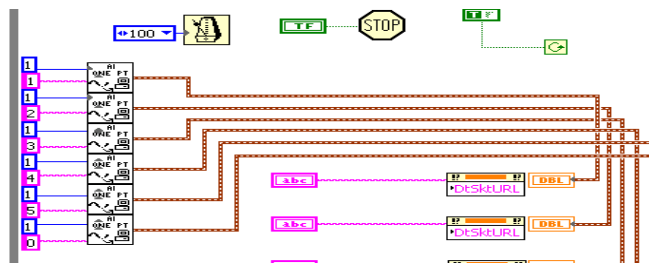 TF
STOP
T F
100
1
AI
ONE PT
1
1
AI
ONE PT
2
1
AI
ONE PT
3
1
AI
ONE PT
4
1
AI
ONE PT
5
1
AI
ONE PT
0
abc
DtSktURL
DBL
abc
DtSktURL
DBL